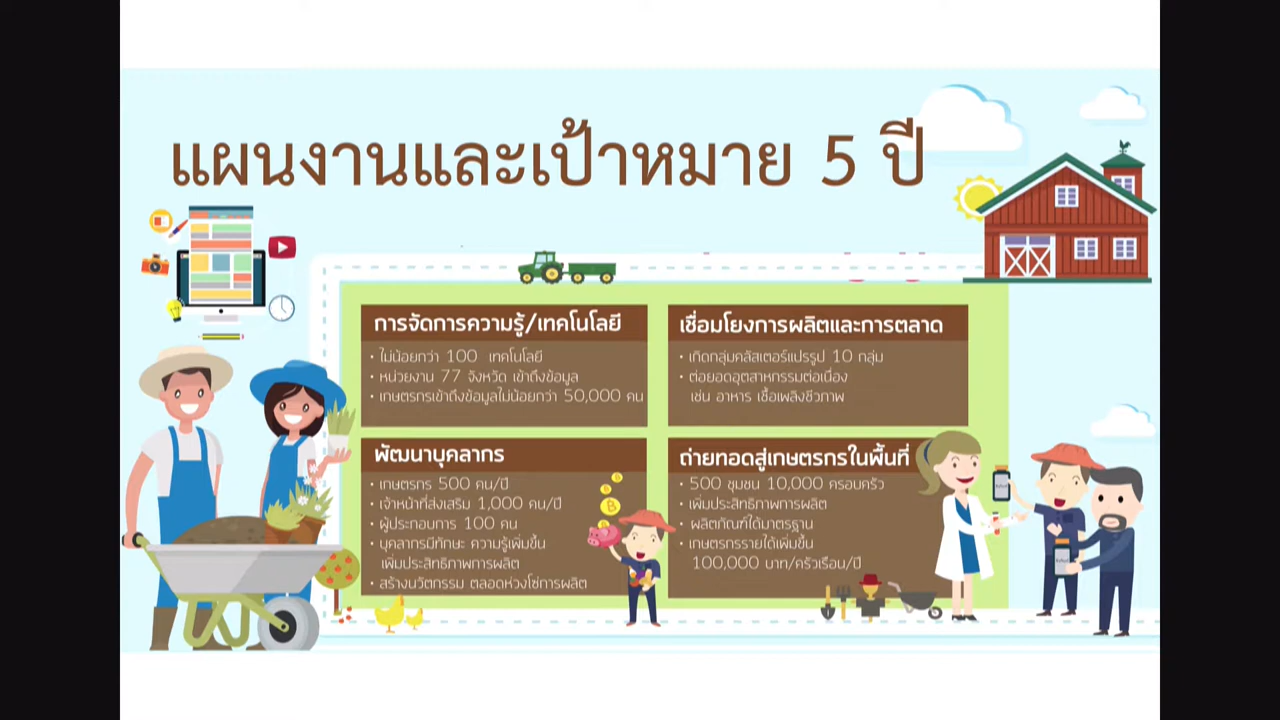 แผนงานและเป้าหมาย 5 ปี
การจัดการความรู้/เทคโนโลยี
• ไม่น้อยกว่า 100 เทคโนโลยี
• หน่วยงาน 77 จังหวัด เข้าถึงข้อมูล
• เกษตรกรเข้าถึงข้อมูลไม่น้อยกว่า 50,000 คน
เชื่อมโยงการผลิตและการตลาด
• เกิดกลุ่มคลัสเตอร์แปรรูป 10 กลุ่ม
• ต่อยอดอุตสาหกรรมต่อเนื่อง
เช่น อาหาร เชื้อเพลิงชีวภาพ
พัฒนาบุคลากร
• เกษตรกร 500 คน/ปี
• เจ้าหน้าที่ส่งเสริม 1,000 คน/ปี
• ผู้ประกอบการ 100 คน
• บุคลากรมีทักษะ ความรู้เพิ่มขึ้น
เพิ่มประสิทธิภาพการผลิต
• สร้างนวัตกรรม ตลอดห่วงโซ่การผลิต
ถ่ายทอดสู่เกษตรกรในพื้นที่
• 500 ชุมชน 10,000 ครอบครัว
• เพิ่มประสิทธิภาพการผลิต
• ผลิตภัณฑ์ได้มาตรฐาน
• เกษตรกรรายได้เพิ่มขึ้น
100,000 บาท/ครัวเรือน/ปี